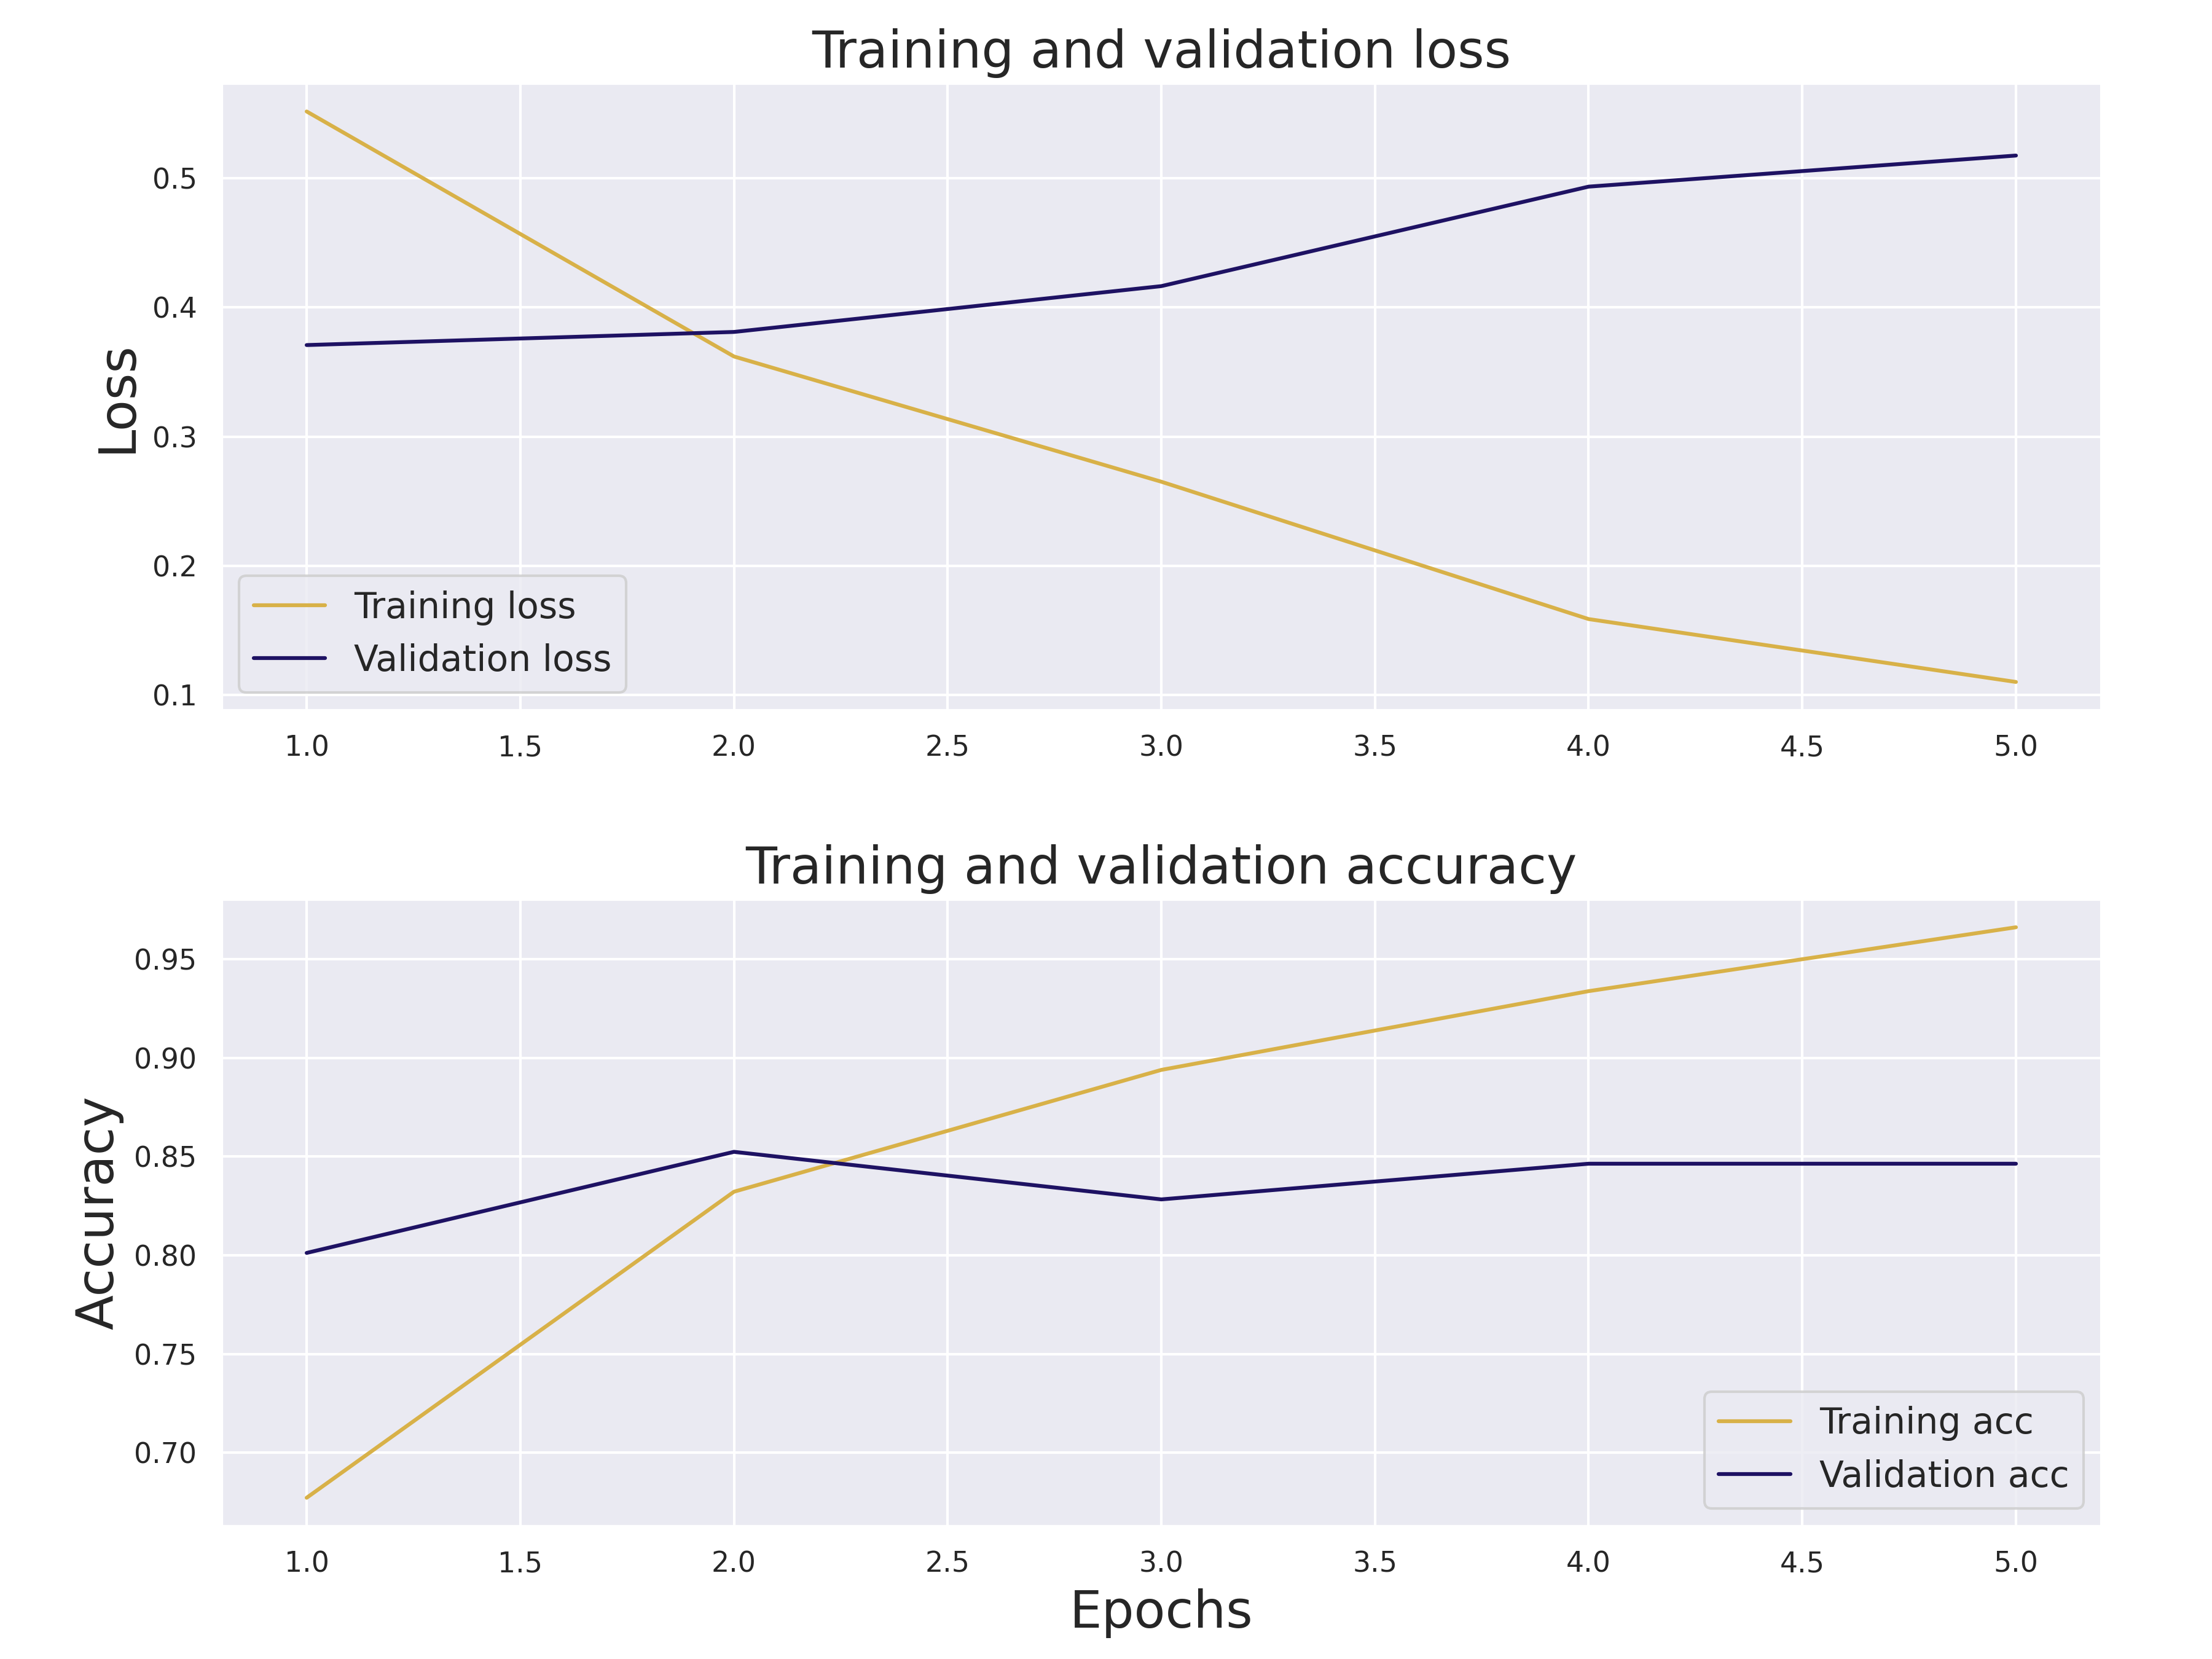 Training and validation loss
Loss
0.5
0.4
0.3
0.2
0.1
Training loss
Validation loss
1.0 1.5 2.0 2.5 3.0 3.5 4.0 4.5 5.0
Training and validation accuracy
Accuracy
0.95
0.90
0.85
0.80
0.75
0.70
Training acc
Validation acc
1.0 1.5 2.0 2.5 3.0 3.5 4.0 4.5 5.0
Epochs